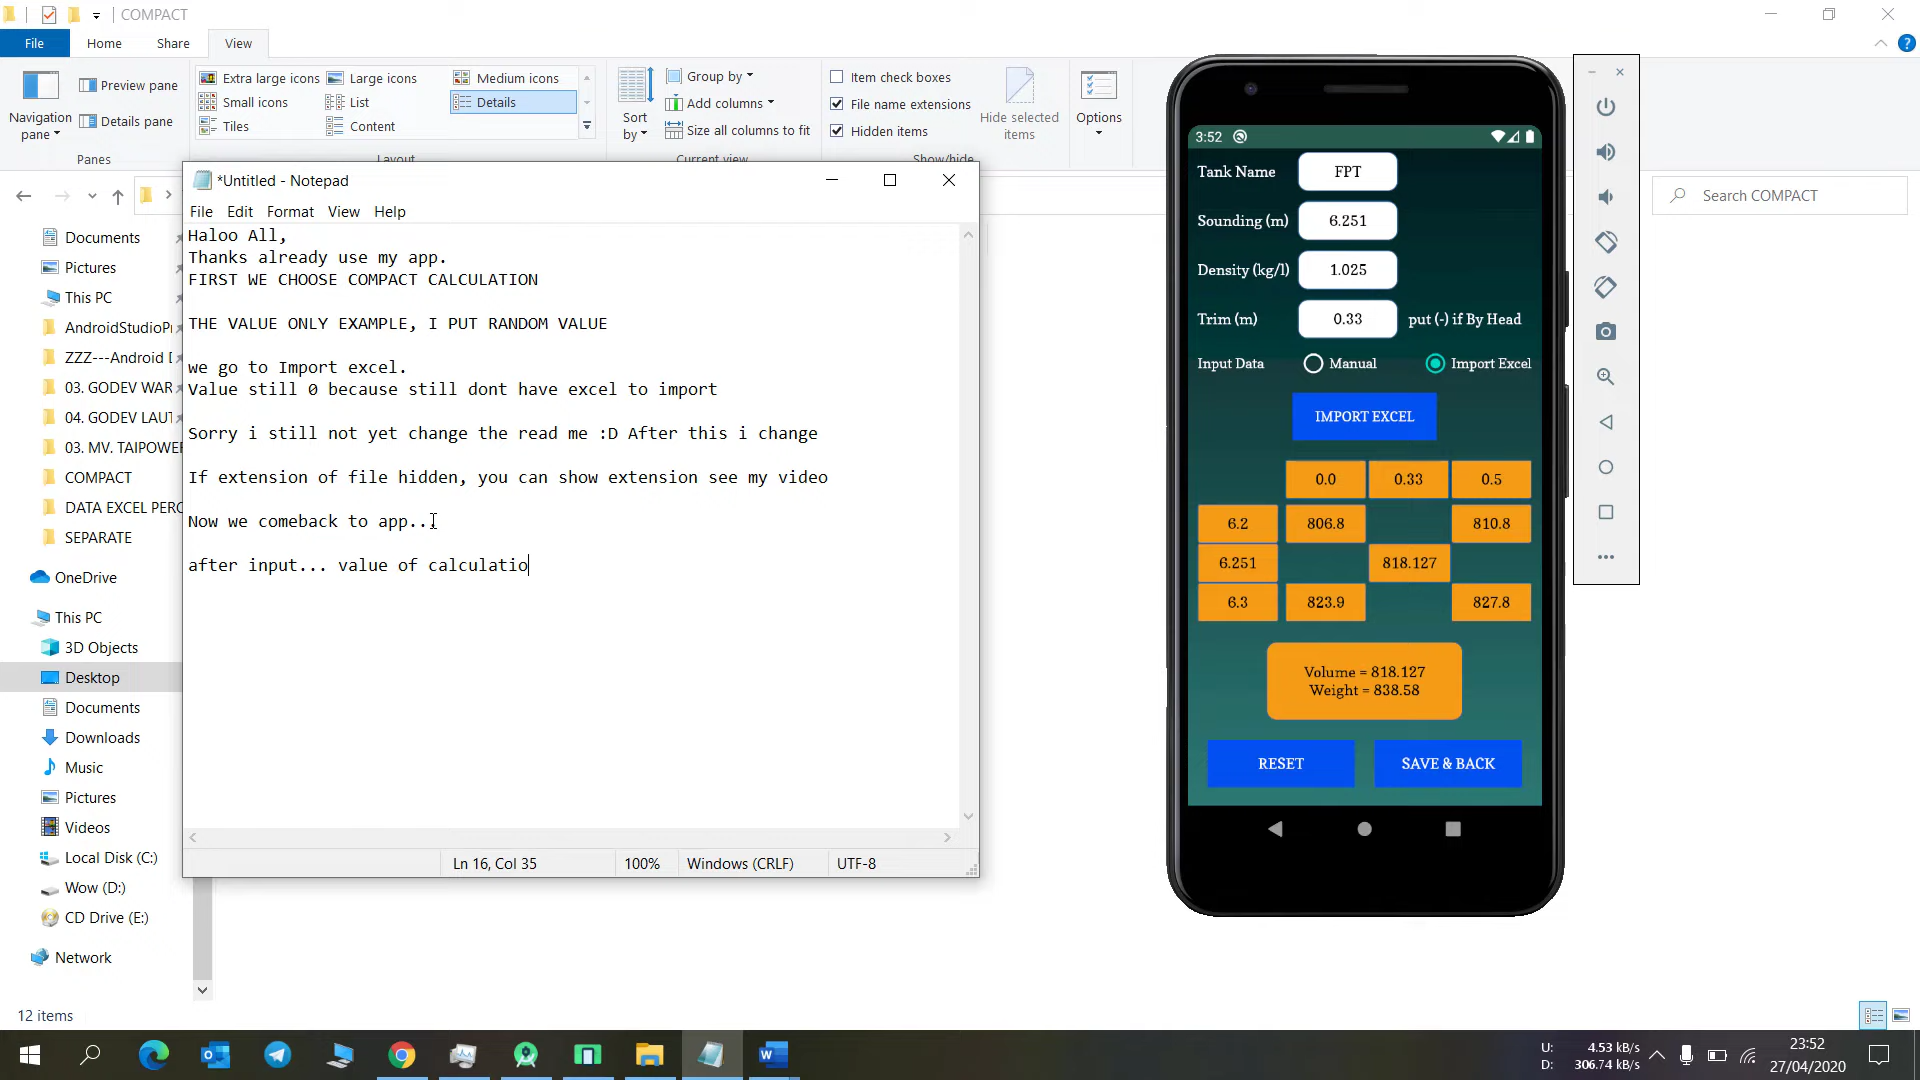 COMPACT
File
Home
Share
View
Navigation pane
Preview pane
Details pane
Panes
Extra large icons
Large icons
Medium icons
Small icons
List
Details
Tiles
Content
Layout
Sort by
Group by
Add columns
Size all columns to fit
Current view
Item check boxes
File name extensions
Hidden items
Hide selected items
Show/hide
Options
Search COMPACT
Documents
Pictures
This PC
AndroidStudioPr
ZZZ---Android D
03. GODEV WAR
04. GODEV LAUT
03. MV. TAIPOWER
COMPACT
DATA EXCEL PERC
SEPARATE
OneDrive
This PC
3D Objects
Desktop
Documents
Downloads
Music
Pictures
Videos
Local Disk (C:)
Wow (D:)
CD Drive (E:)
Network
12 items
*Untitled - Notepad
File Edit Format View Help
Haloo All,
Thanks already use my app.
FIRST WE CHOOSE COMPACT CALCULATION
THE VALUE ONLY EXAMPLE, I PUT RANDOM VALUE
we go to Import excel.
Value still 0 because still dont have excel to import
Sorry i still not yet change the read me :D After this i change
If extension of file hidden, you can show extension see my video
Now we comeback to app...
after input... value of calculatio
Ln 16, Col 35
100%
Windows (CRLF)
UTF-8
3:52
Tank Name FPT
Sounding (m) 6.251
Density (kg/l) 1.025
Trim (m) 0.33 put (-) if By Head
Input Data Manual Import Excel
IMPORT EXCEL
0.0 0.33 0.5
6.2 806.8 810.8
6.251 818.127
6.3 823.9 827.8
Volume = 818.127
Weight = 838.58
RESET
SAVE & BACK
U: 4.53 kB/s
D: 306.74 kB/s
23:52
27/04/2020